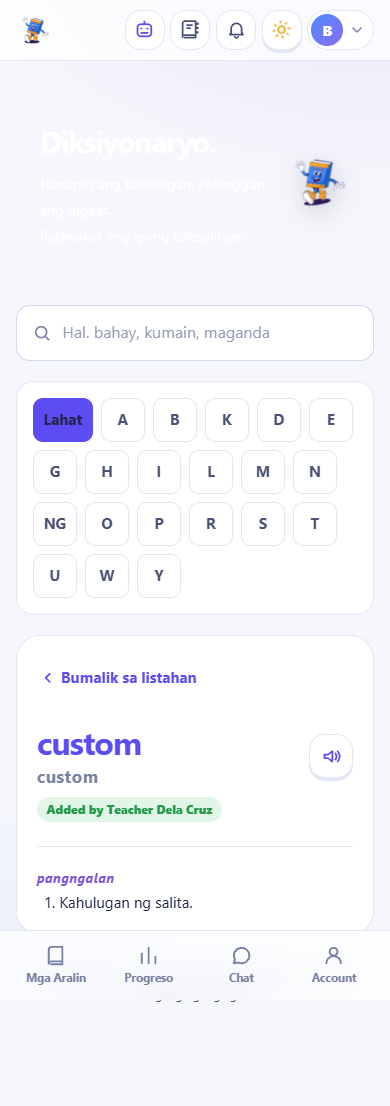 B
Diksiyonaryo.
Hanapin ang kahulugan. Pakinggan
ang bigkas.
Palawakin ang iyong talasalitaan.
Hal. bahay, kumain, maganda
Lahat A B K D E
G H I L M N
NG O P R S T
U W Y
Bumalik sa listahan
custom
custom
Added by Teacher Dela Cruz
pangngalan
1. Kahulugan ng salita.
Mga Aralin Progreso Chat Account